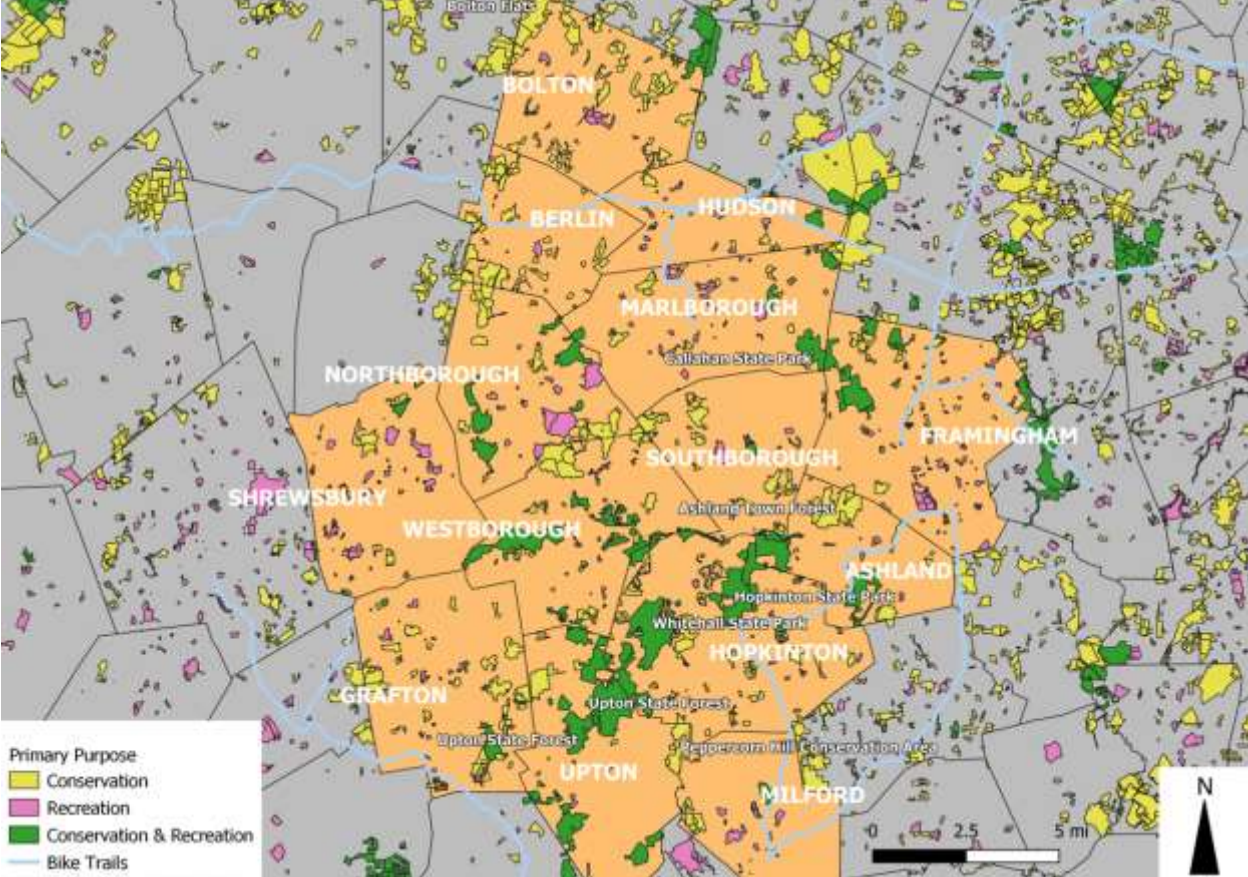 Bolton Flats
BOLTON
BERLIN
HUDSON
MARLBOROUGH
Callahan State Park
NORTHBOROUGH
FRAMINGHAM
SOUTHBOROUGH
SHREWSBURY
Ashland Town Forest
WESTBOROUGH
ASHLAND
Hopkinton State Park
Whitehall State Park
HOPKINTON
GRAFTON
Upton State Forest
Upton State Forest
Peppercorn Hill Conservation Area
UPTON
MILFORD
Primary Purpose
Conservation
Recreation
Conservation & Recreation
Bike Trails
0 2.5 5 mi
N